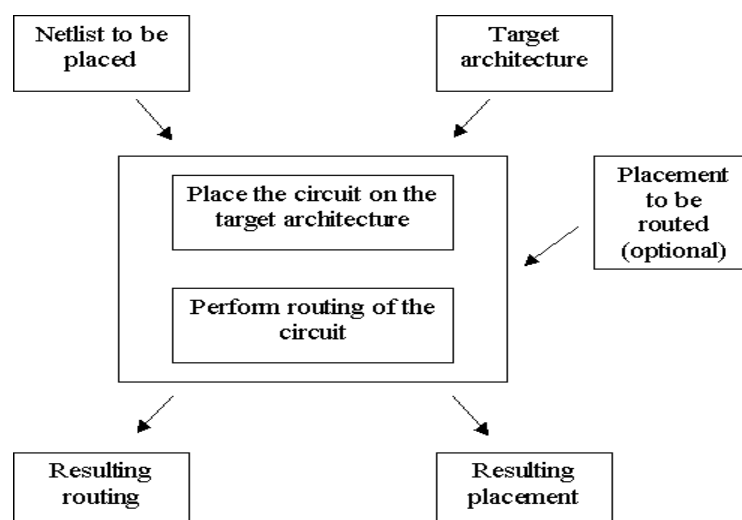 Netlist to be
placed
Target
architecture
Place the circuit on the
target architecture
Placement
to be
routed
(optional)
Perform routing of the
circuit
Resulting
routing
Resulting
placement